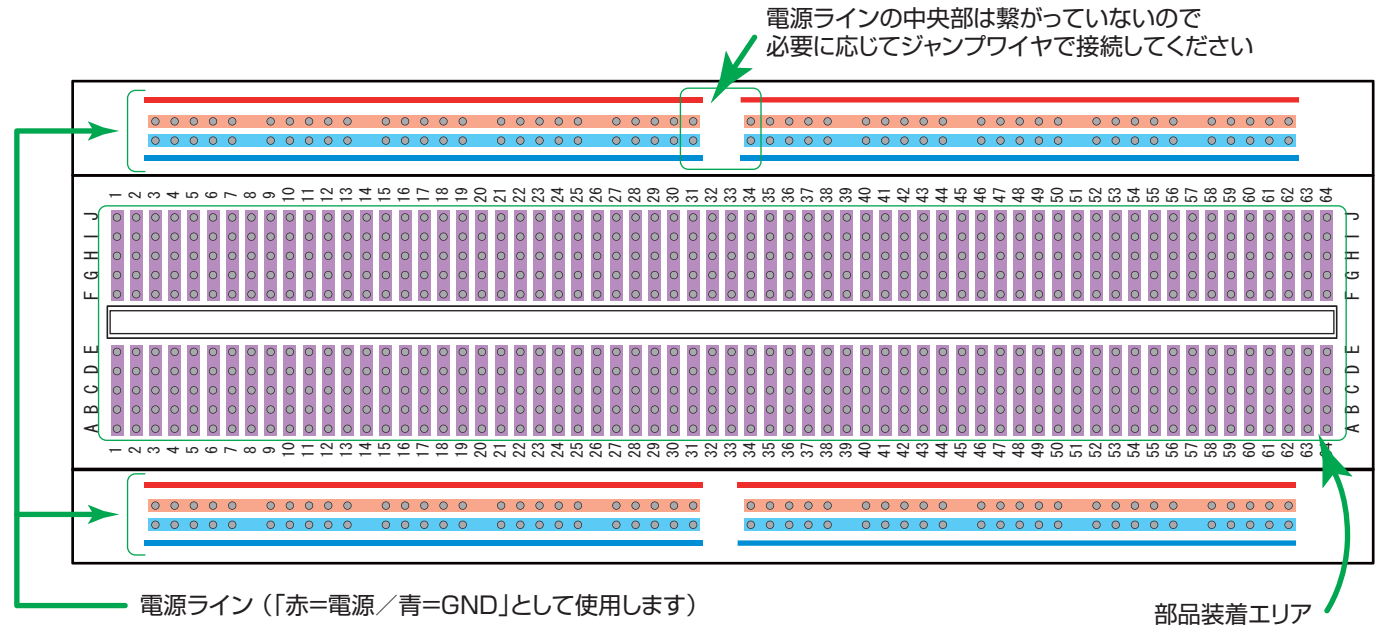 電源ラインの中央部は繋がっていないので
必要に応じてジャンプワイヤで接続してください
1 2 3 4 5 6 7 8 9 10 11 12 13 14 15 16 17 18 19 20 21 22 23 24 25 26 27 28 29 30 31 32 33 34 35 36 37 38 39 40 41 42 43 44 45 46 47 48 49 50 51 52 53 54 55 56 57 58 59 60 61 62 63 64
J J
I I
H H
G G
F F
E E
D D
C C
B B
A A
1 2 3 4 5 6 7 8 9 10 11 12 13 14 15 16 17 18 19 20 21 22 23 24 25 26 27 28 29 30 31 32 33 34 35 36 37 38 39 40 41 42 43 44 45 46 47 48 49 50 51 52 53 54 55 56 57 58 59 60 61 62 63 64
電源ライン（「赤=電源／青=GND」として使用します）
部品装着エリア